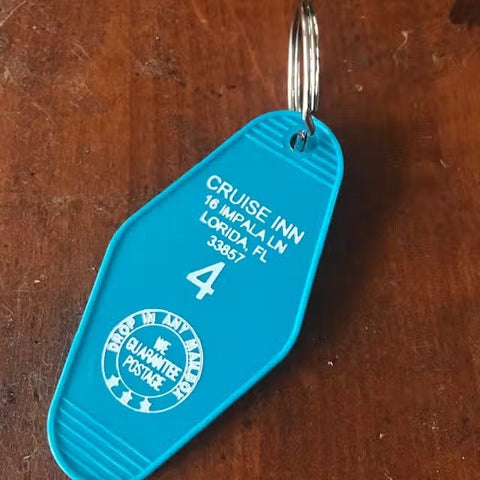 CRUISE INN
16 IMPALA LN
LORIDA, FL
33857
4
DROP IN ANY MAILBOX
WE
GUARANTEE
POSTAGE